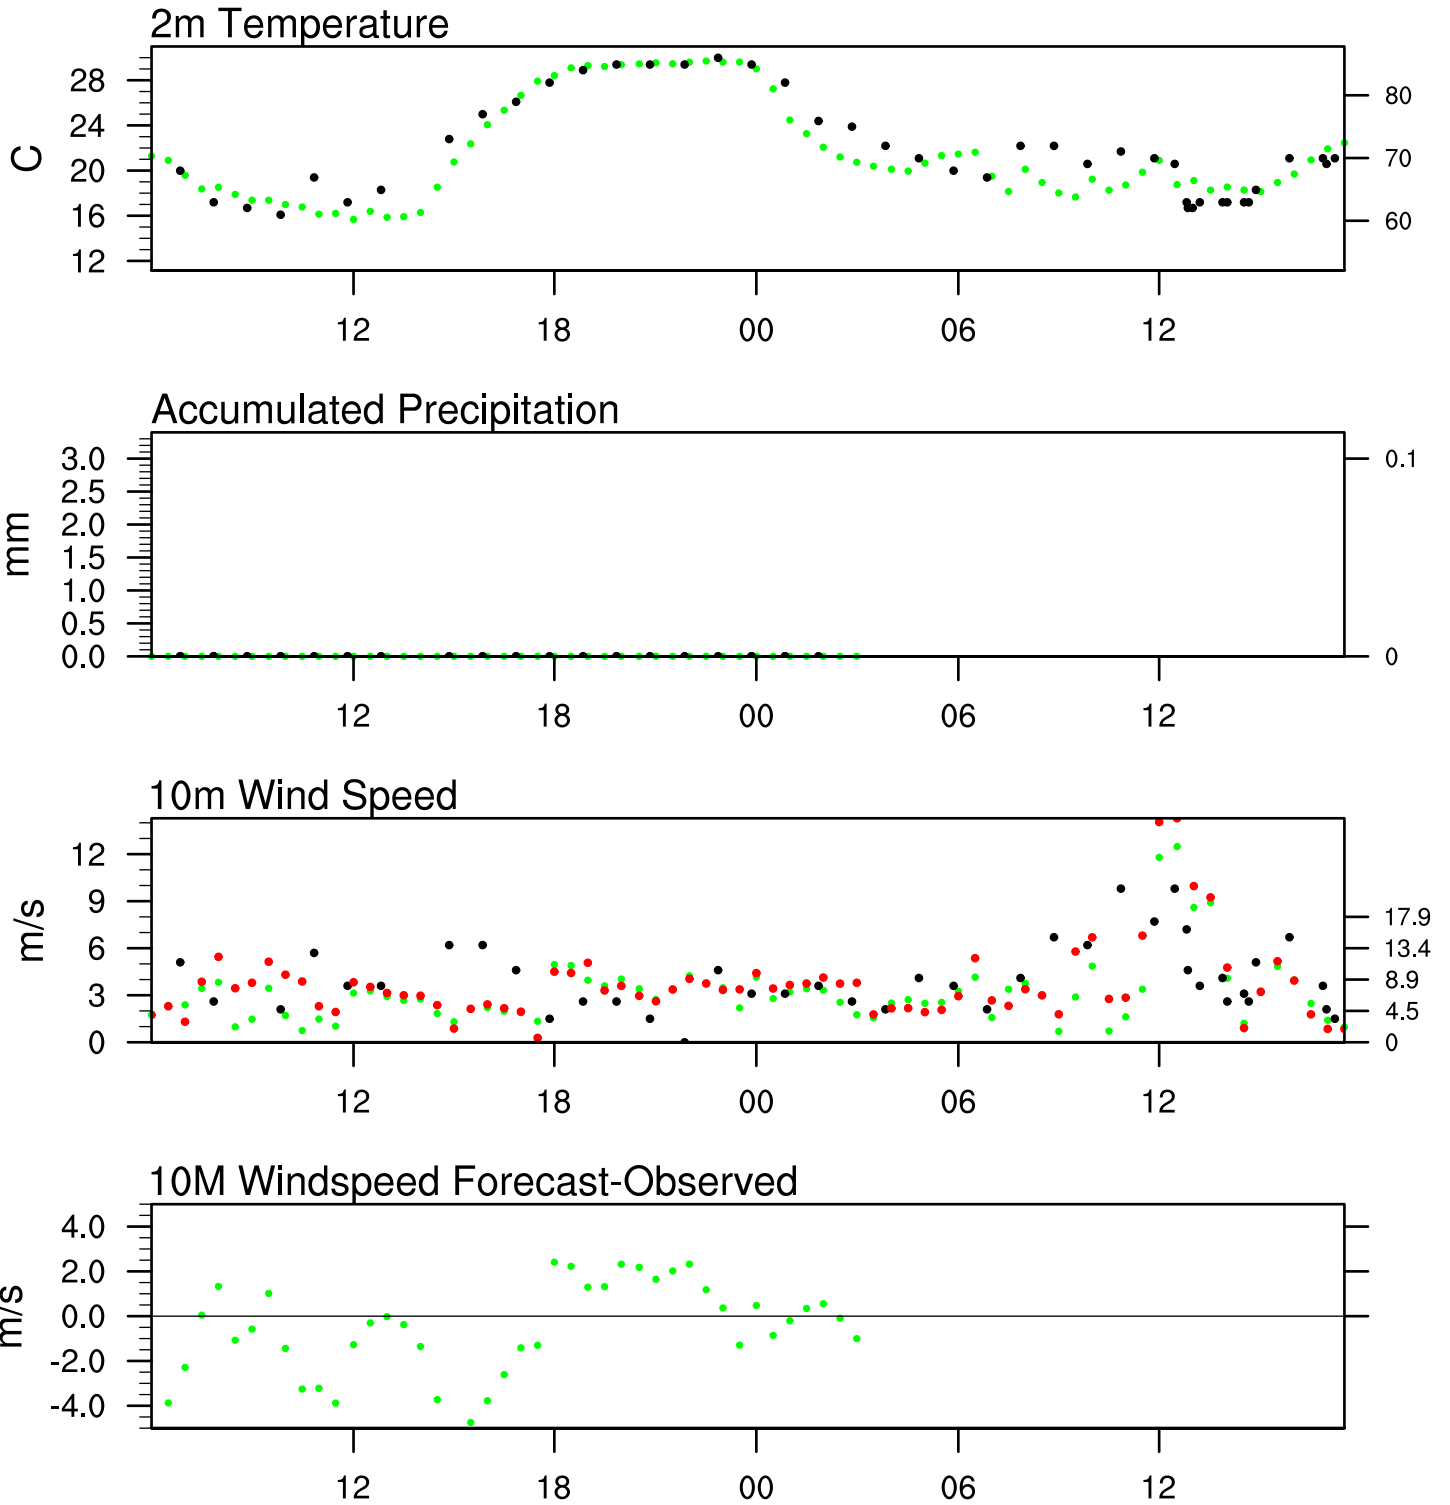 2m Temperature
28
24
20
16
12
C
80
70
60
12 18 00 06 12
Accumulated Precipitation
3.0
2.5
2.0
1.5
1.0
0.5
0.0
mm
0.1
0
12 18 00 06 12
10m Wind Speed
12
9
6
3
0
m/s
17.9
13.4
8.9
4.5
0
12 18 00 06 12
10M Windspeed Forecast-Observed
4.0
2.0
0.0
-2.0
-4.0
m/s
12 18 00 06 12